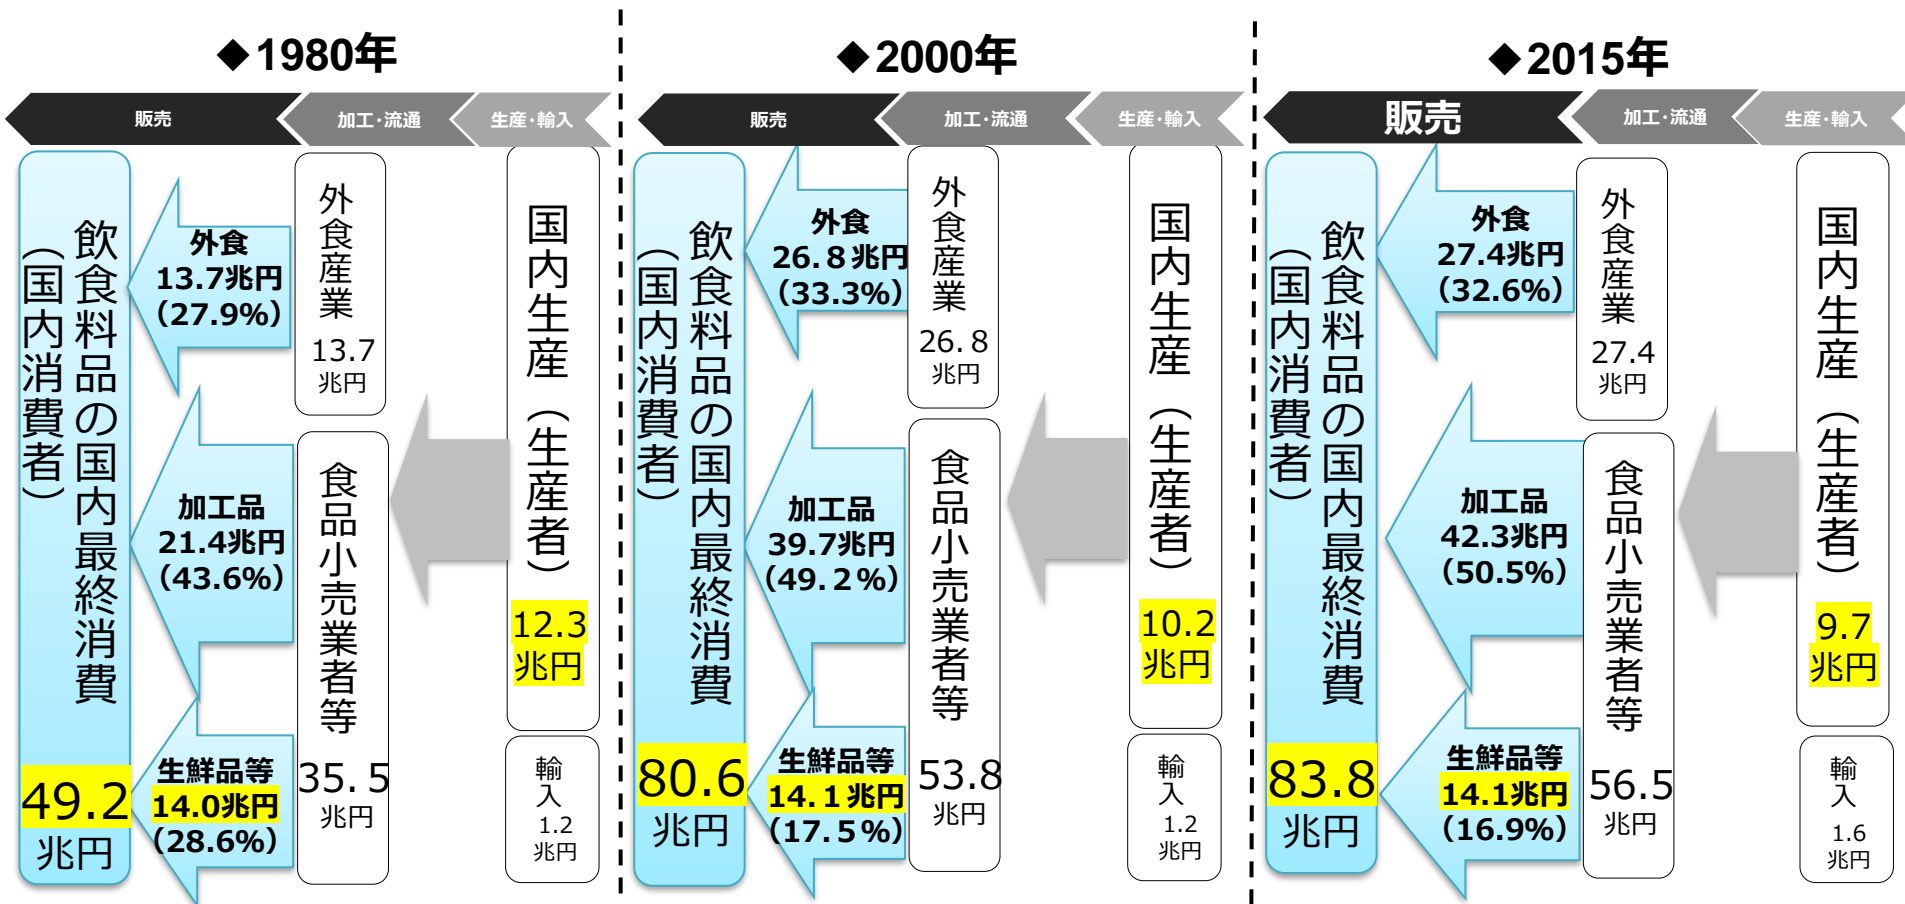 ◆1980年
販売
加工・流通
生産・輸入
飲食料品の国内最終消費
(国内消費者)
49.2
兆円
外食
13.7兆円
(27.9%)
加工品
21.4兆円
(43.6%)
生鮮品等
14.0兆円
(28.6%)
外食産業
13.7
兆円
食品小売業者等
35.5
兆円
国内生産(生産者)
12.3
兆円
輸入
1.2
兆円
◆2000年
販売
加工・流通
生産・輸入
飲食料品の国内最終消費
(国内消費者)
80.6
兆円
外食
26.8兆円
(33.3%)
加工品
39.7兆円
(49.2%)
生鮮品等
14.1兆円
(17.5%)
外食産業
26.8
兆円
食品小売業者等
53.8
兆円
国内生産(生産者)
10.2
兆円
輸入
1.2
兆円
◆2015年
販売
加工・流通
生産・輸入
飲食料品の国内最終消費
(国内消費者)
83.8
兆円
外食
27.4兆円
(32.6%)
加工品
42.3兆円
(50.5%)
生鮮品等
14.1兆円
(16.9%)
外食産業
27.4
兆円
食品小売業者等
56.5
兆円
国内生産(生産者)
9.7
兆円
輸入
1.6
兆円